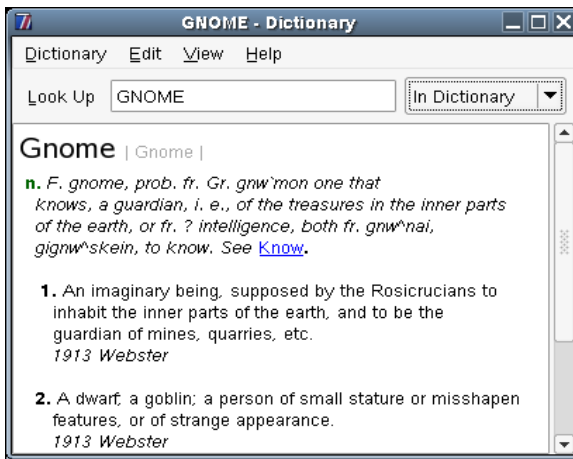 GNOME - Dictionary
Dictionary Edit View Help
Look Up GNOME In Dictionary
Gnome | Gnome |
n. F. gnome, prob. fr. Gr. gnw`mon one that
knows, a guardian, i. e., of the treasures in the inner parts
of the earth, or fr. ? intelligence, both fr. gnw^nai,
gignw^skein, to know. See Know.
1. An imaginary being, supposed by the Rosicrucians to
inhabit the inner parts of the earth, and to be the
guardian of mines, quarries, etc.
1913 Webster
2. A dwarf; a goblin; a person of small stature or misshapen
features, or of strange appearance.
1913 Webster